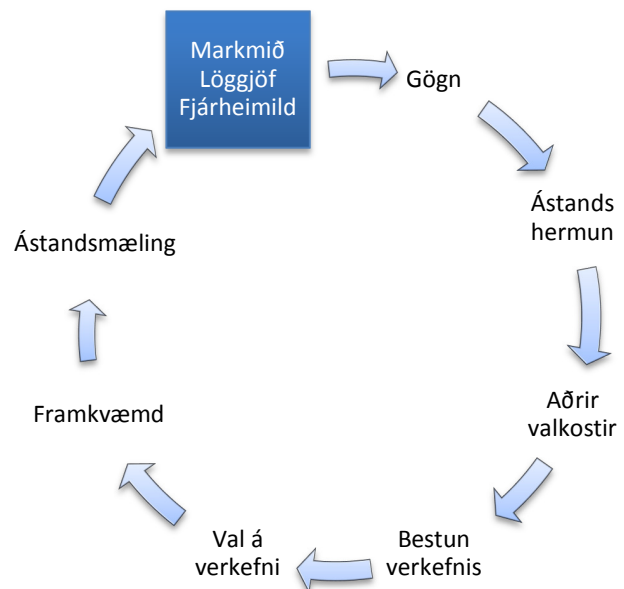 Markmið
Löggjöf
Fjárheimild
Gögn
Ástands
hermun
Aðrir
valkostir
Bestun
verkefnis
Val á
verkefni
Framkvæmd
Ástandsmæling